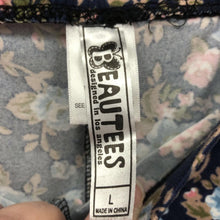 BEAUTEES
designed in los angeles
SEE
L
MADE IN CHINA